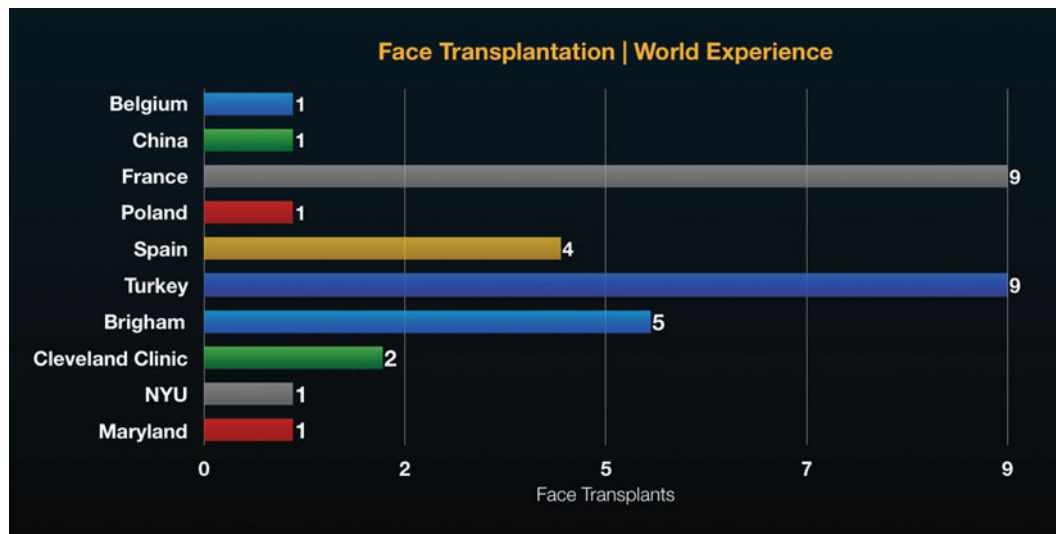 Face Transplantation | World Experience
Belgium 1
China 1
France 9
Poland 1
Spain 4
Turkey 9
Brigham 5
Cleveland Clinic 2
NYU 1
Maryland 1
0 2 5 7 9
Face Transplants